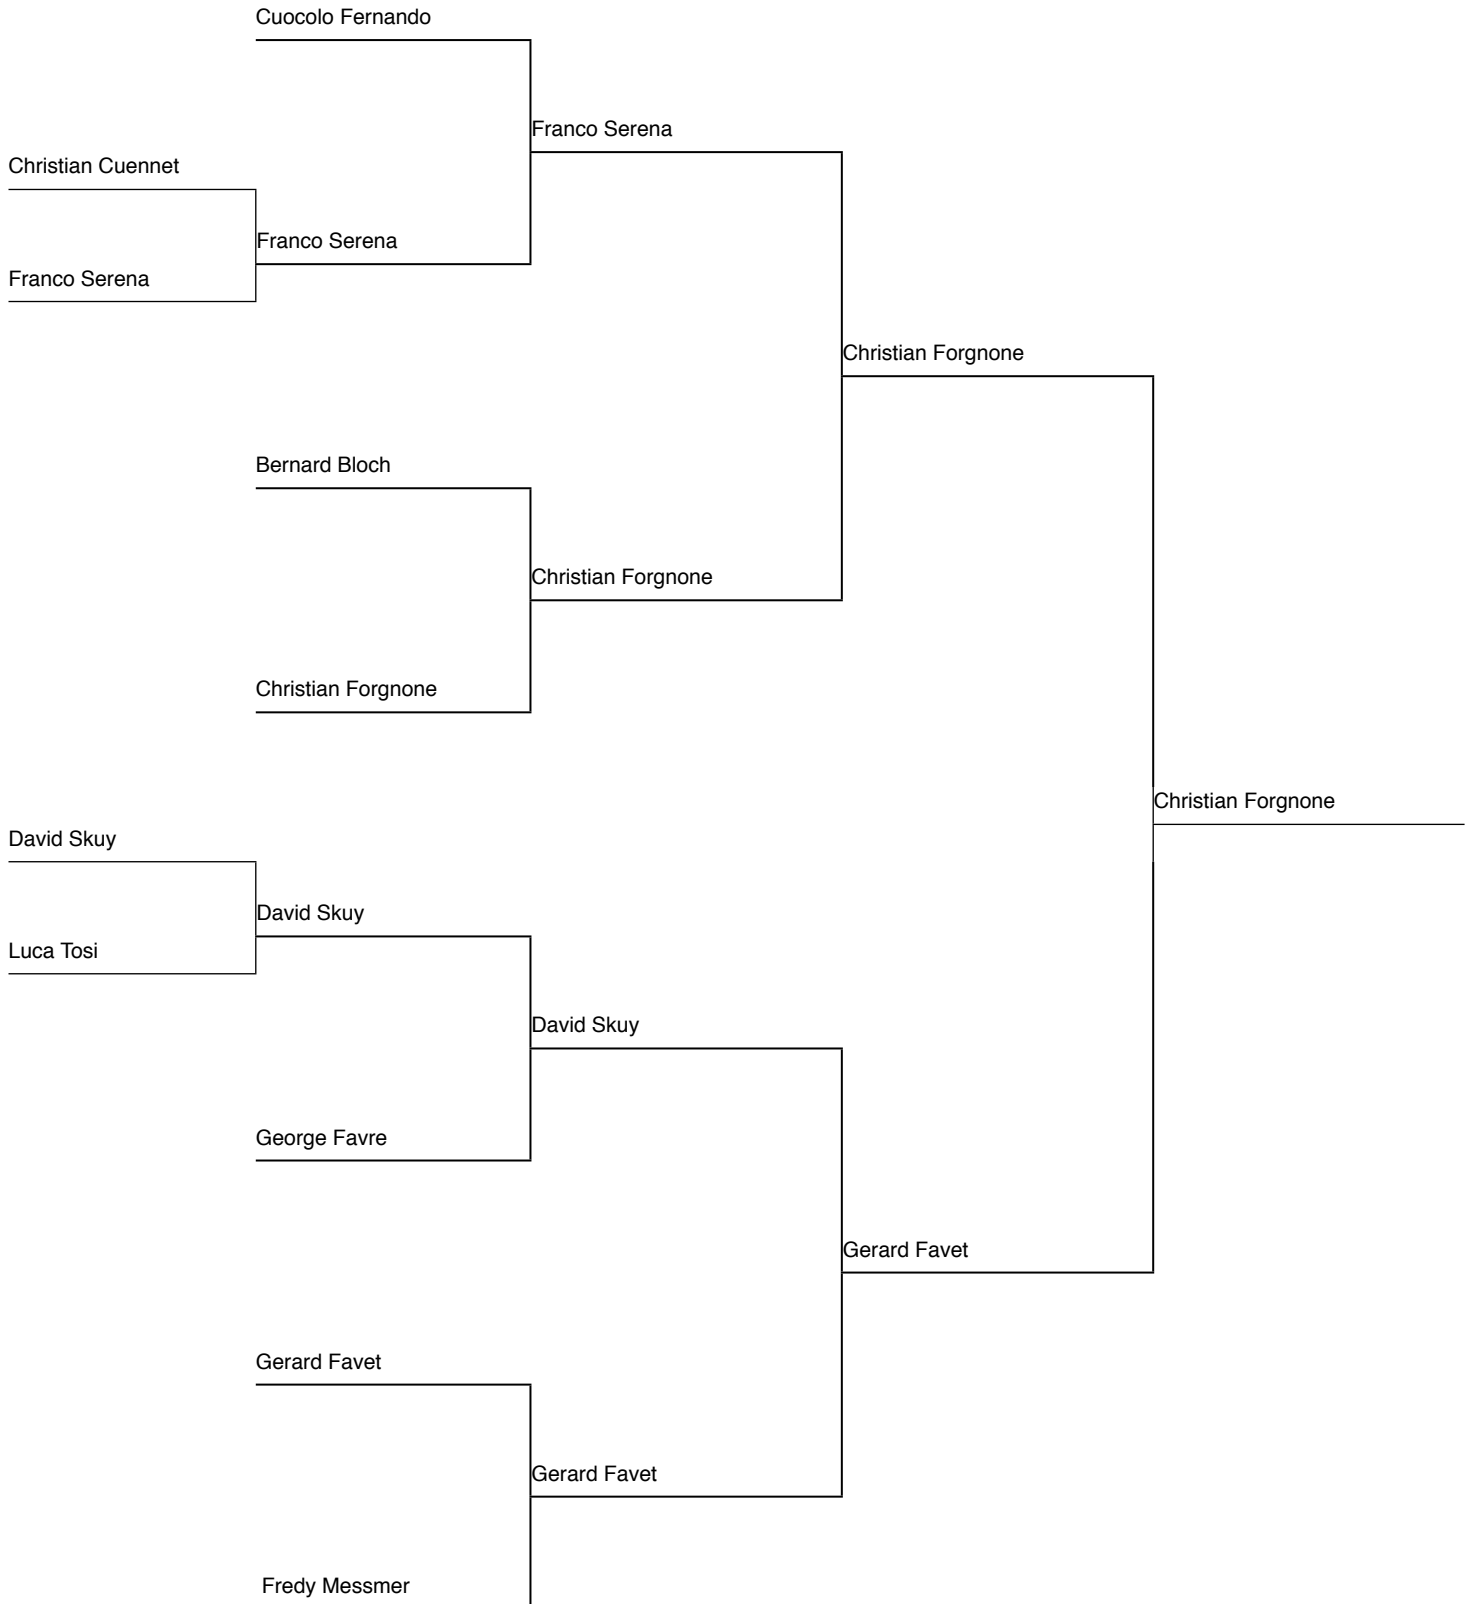 Cuocolo Fernando
Franco Serena
Christian Cuennet
Franco Serena
Franco Serena
Christian Forgnone
Bernard Bloch
Christian Forgnone
Christian Forgnone
Christian Forgnone
David Skuy
David Skuy
Luca Tosi
David Skuy
George Favre
Gerard Favet
Gerard Favet
Gerard Favet
Fredy Messmer